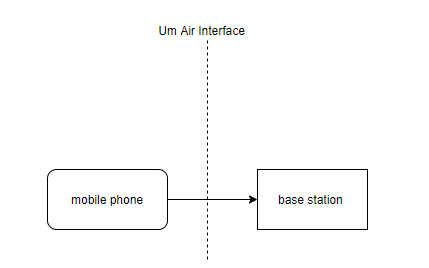 Um Air Interface
mobile phone
base station